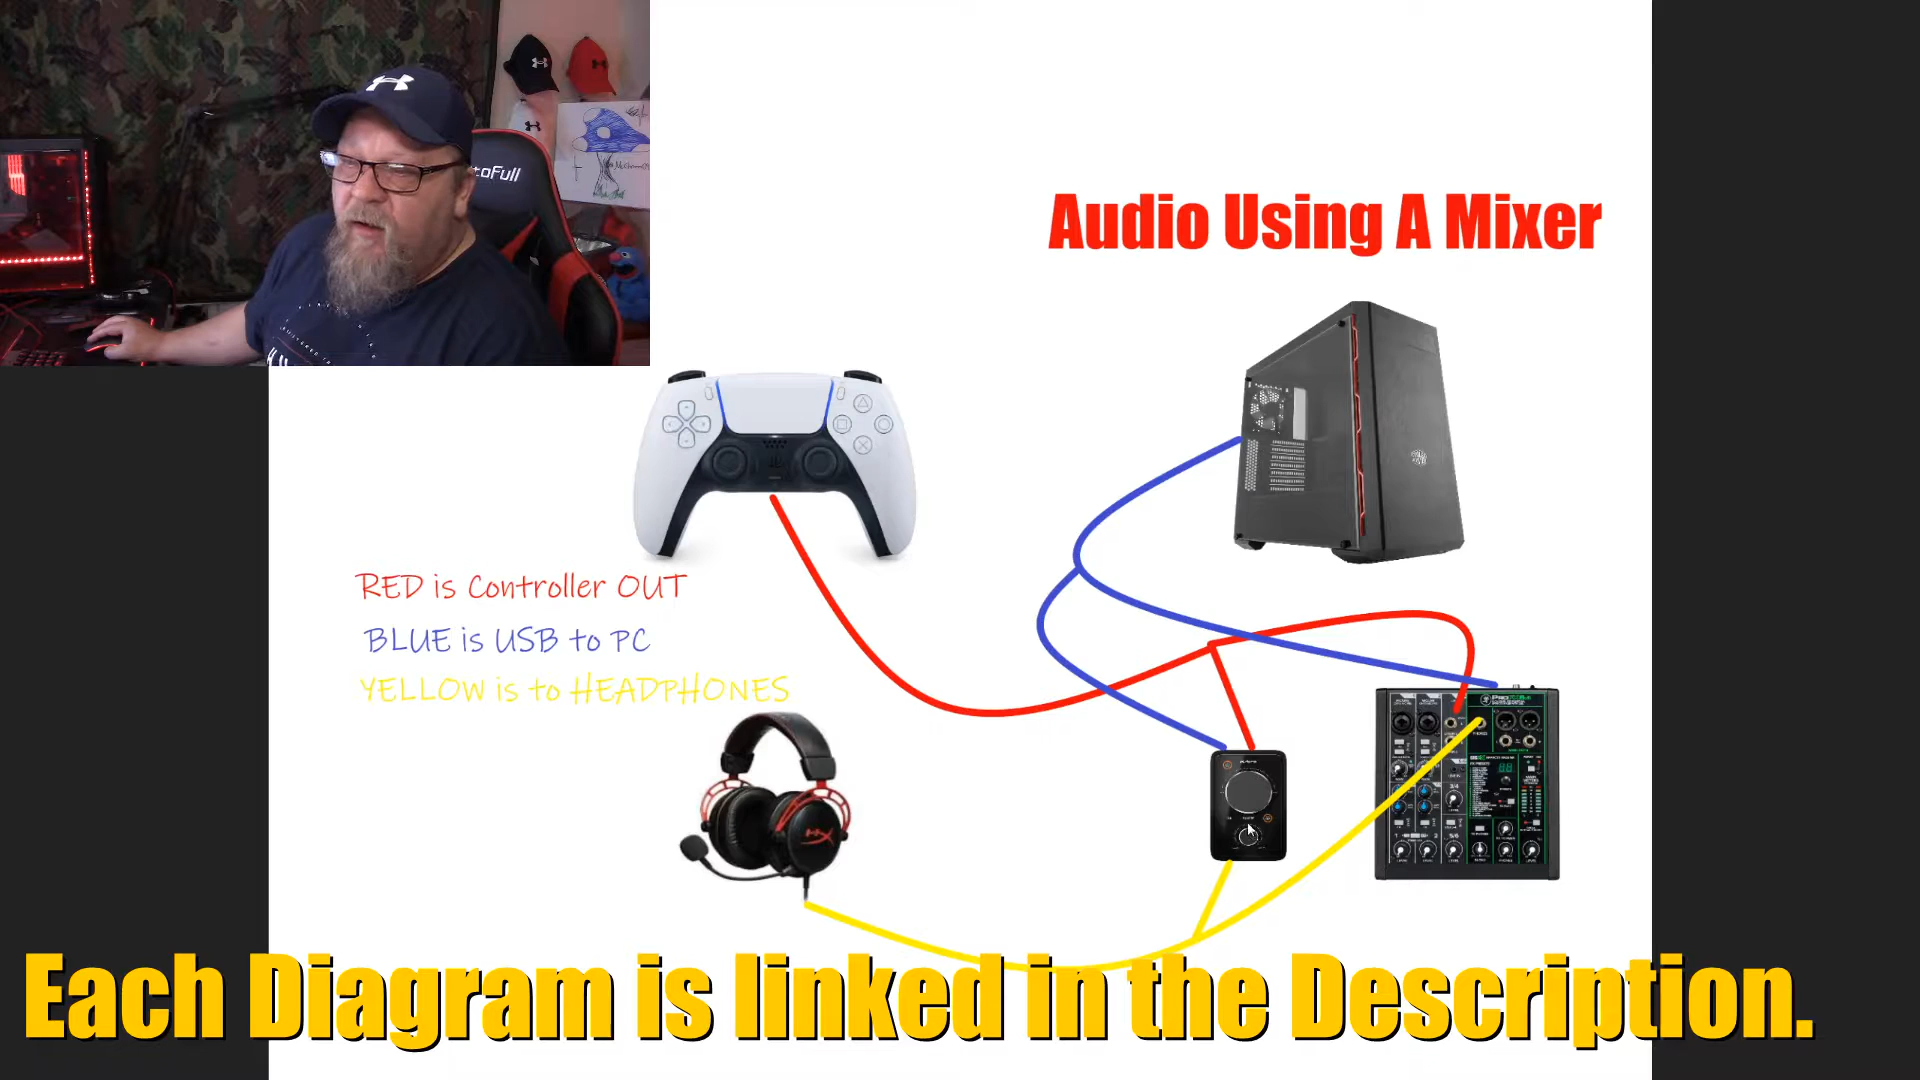 toFull
Audio Using A Mixer
RED is Controller OUT
BLUE is USB to PC
YELLOW is to HEADPHONES
Each Diagram is linked in the Description.